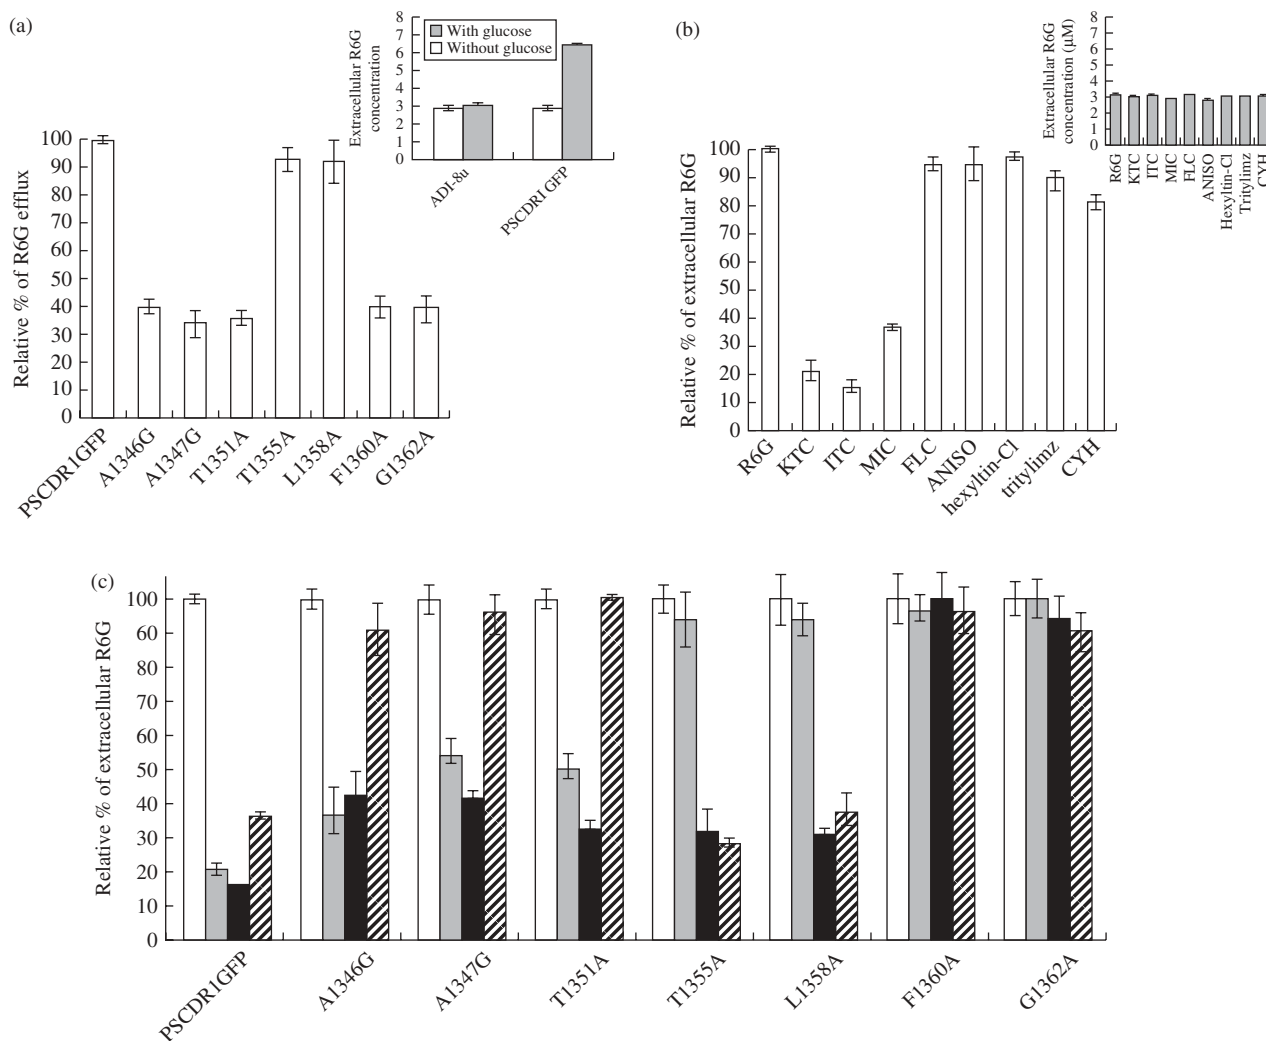 (a)
Extracellular R6G
concentration
8
7
6
5
4
3
2
1
0
With glucose
Without glucose
ADI-8u
PSCDRI GFP
Relative % of R6G efflux
100
90
80
70
60
50
40
30
20
10
0
PSCDR1GFP
A1346G
A1347G
T1351A
T1355A
L1358A
F1360A
G1362A
(b)
Extracellular R6G
concentration (μM)
8
7
6
5
4
3
2
1
0
R6G
KTC
ITC
MIC
FLC
ANISO
Hexyltin-Cl
Tritylimz
CYH
Relative % of extracellular R6G
100
90
80
70
60
50
40
30
20
10
0
R6G
KTC
ITC
MIC
FLC
ANISO
hexyltin-Cl
tritylimz
CYH
(c)
Relative % of extracellular R6G
100
60
80
70
60
50
40
30
20
10
0
PSCDR1GFP
A1346G
A1347G
T1351A
T1355A
L1358A
F1360A
G1362A